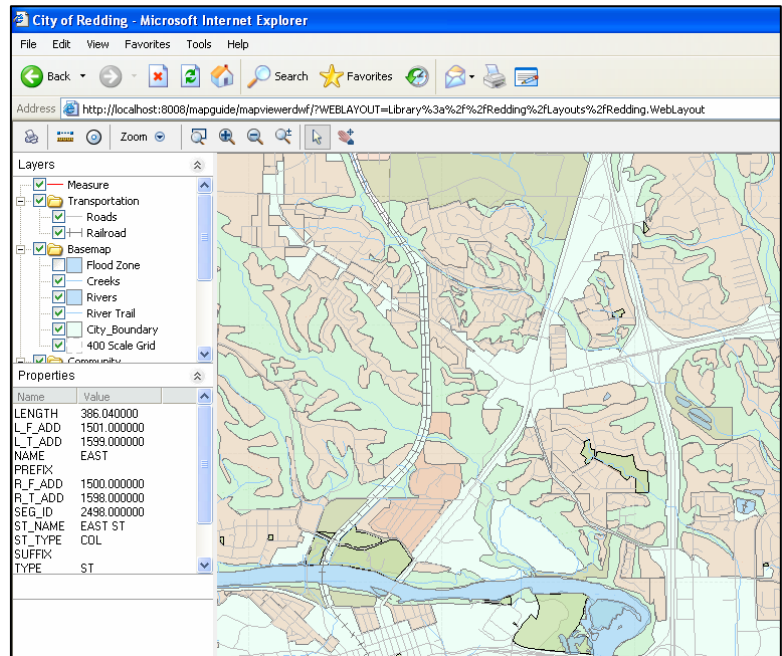 City of Redding - Microsoft Internet Explorer
File Edit View Favorites Tools Help
Back Search Favorites
Address http://localhost:8008/mapguide/mapviewerdwf/?WEBLAYOUT=Library%3a%2f%2fRedding%2fLayouts%2fRedding.WebLayout
Zoom
Layers
Measure
Transportation
Roads
Railroad
Basemap
Flood Zone
Creeks
Rivers
River Trail
City_Boundary
400 Scale Grid
Community
Properties
Name Value
LENGTH 386.040000
L_F_ADD 1501.000000
L_T_ADD 1599.000000
NAME EAST
PREFIX
R_F_ADD 1500.000000
R_T_ADD 1598.000000
SEG_ID 2498.000000
ST_NAME EAST ST
ST_TYPE COL
SUFFIX
TYPE ST